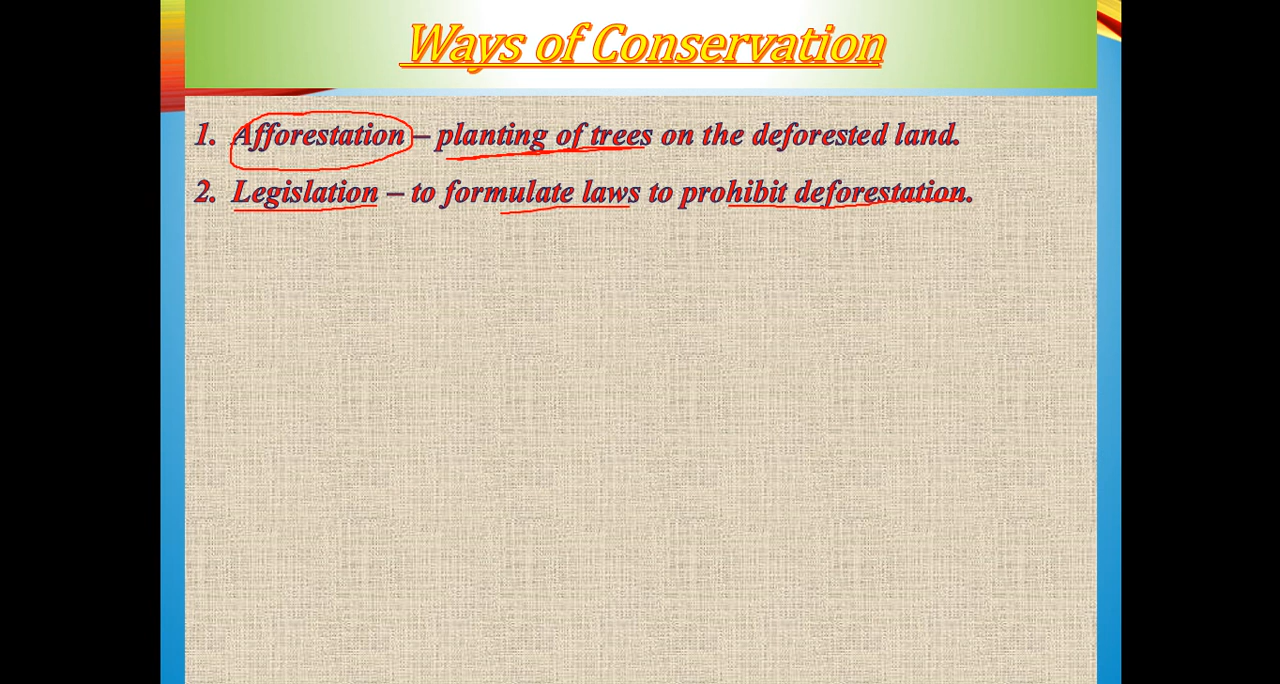 Ways of Conservation
1. Afforestation – planting of trees on the deforested land.
2. Legislation – to formulate laws to prohibit deforestation.